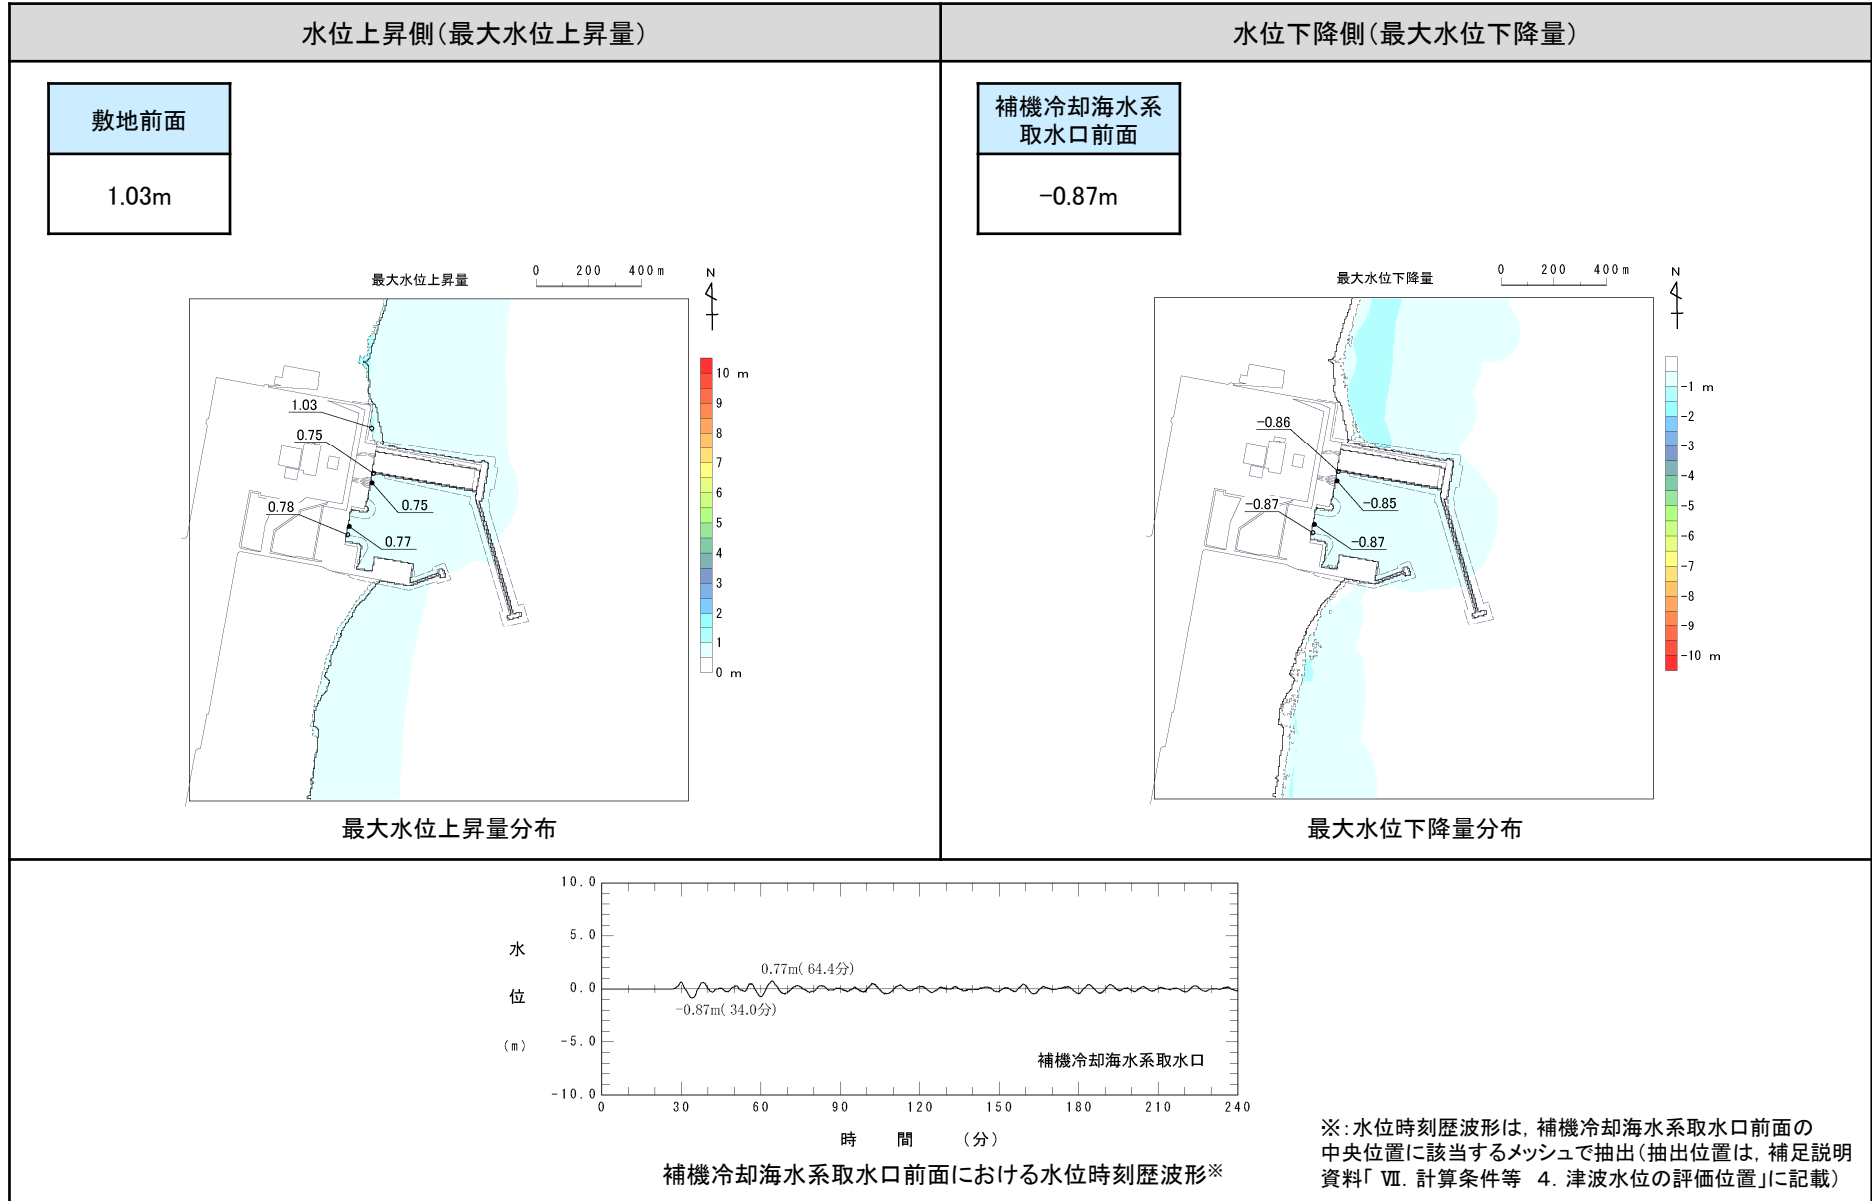 水位上昇側(最大水位上昇量)
水位下降側(最大水位下降量)
敷地前面
1.03m
補機冷却海水系
取水口前面
-0.87m
最大水位上昇量
0 200 400m
N
1.03
0.75
0.75
0.78
0.77
10 m
9
8
7
6
5
4
3
2
1
0 m
最大水位上昇量分布
最大水位下降量
0 200 400m
N
-0.86
-0.85
-0.87
-0.87
-1 m
-2
-3
-4
-5
-6
-7
-8
-9
-10 m
最大水位下降量分布
10.0
5.0
0.0
-5.0
-10.0
水
位
(m)
0.77m( 64.4分)
-0.87m( 34.0分)
補機冷却海水系取水口
0 30 60 90 120 150 180 210 240
時 間 (分)
補機冷却海水系取水口前面における水位時刻歴波形※
※:水位時刻歴波形は, 補機冷却海水系取水口前面の
中央位置に該当するメッシュで抽出(抽出位置は, 補足説明
資料「 Ⅶ. 計算条件等 4. 津波水位の評価位置」に記載)